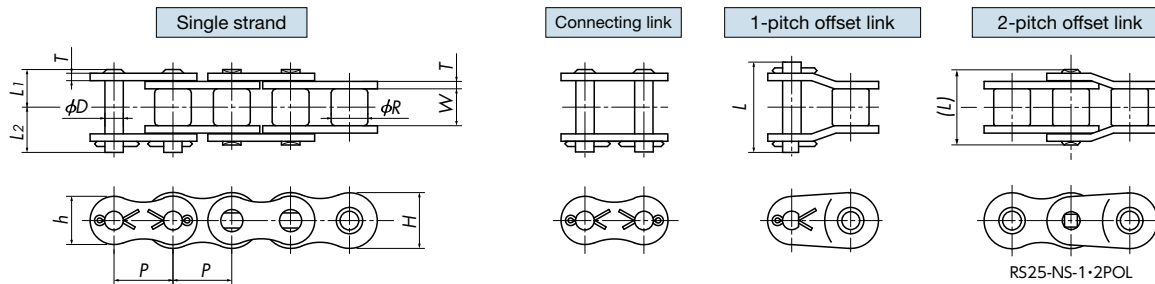 Single strand
Connecting link
1-pitch offset link
2-pitch offset link
T
L1
φD
L2
T
W
φR
L
(L)
h
H
P
P
RS25-NS-1・2POL